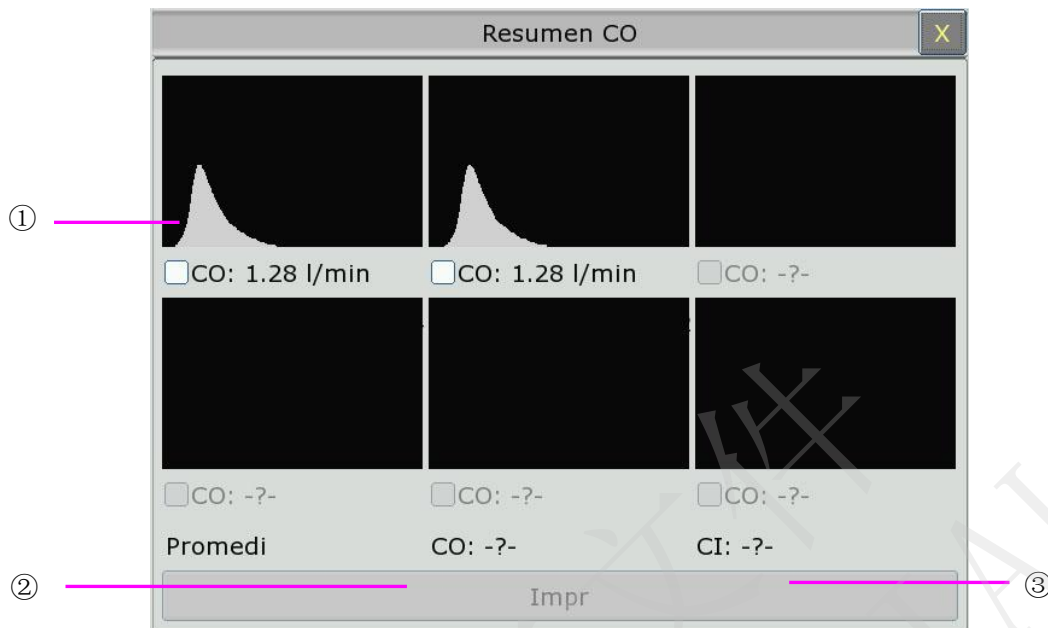 Resumen CO X
①
CO: 1.28 l/min CO: 1.28 l/min CO: -?-
CO: -?- CO: -?- CO: -?-
Promedi CO: -?- CI: -?-
② ③
Impr